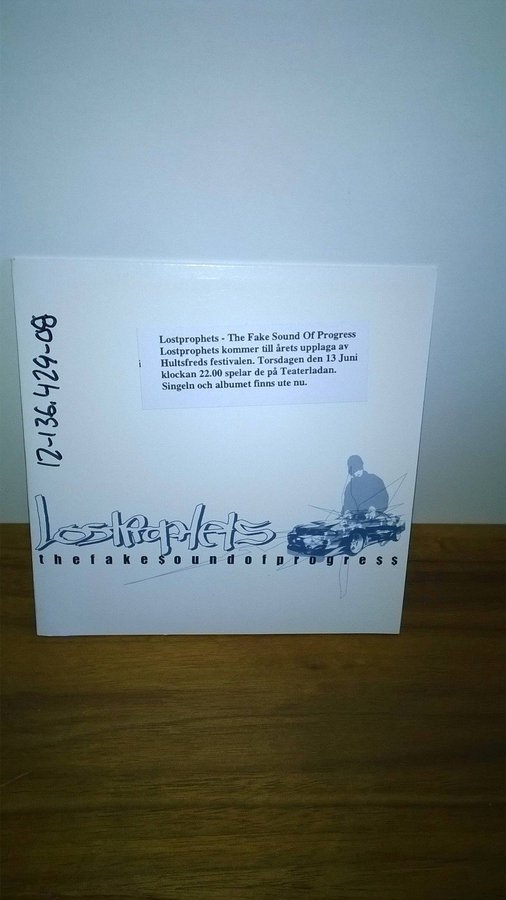 12-136.429-08
Lostprophets - The Fake Sound Of Progress
Lostprophets kommer till årets upplaga av
Hultsfreds festivalen. Torsdagen den 13 Juni
klockan 22.00 spelar de på Teaterladan.
Singeln och albumet finns ute nu.
Lostprophets
thefakesoundofprogre$$